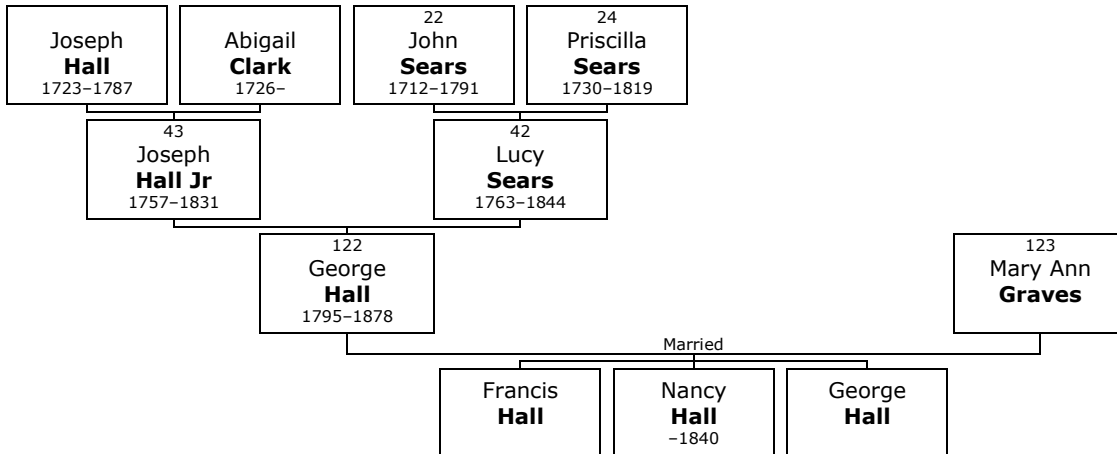 Joseph
Hall
1723–1787
Abigail
Clark
1726–
22
John
Sears
1712–1791
24
Priscilla
Sears
1730–1819
43
Joseph
Hall Jr
1757–1831
42
Lucy
Sears
1763–1844
122
George
Hall
1795–1878
123
Mary Ann
Graves
Married
Francis
Hall
Nancy
Hall
–1840
George
Hall